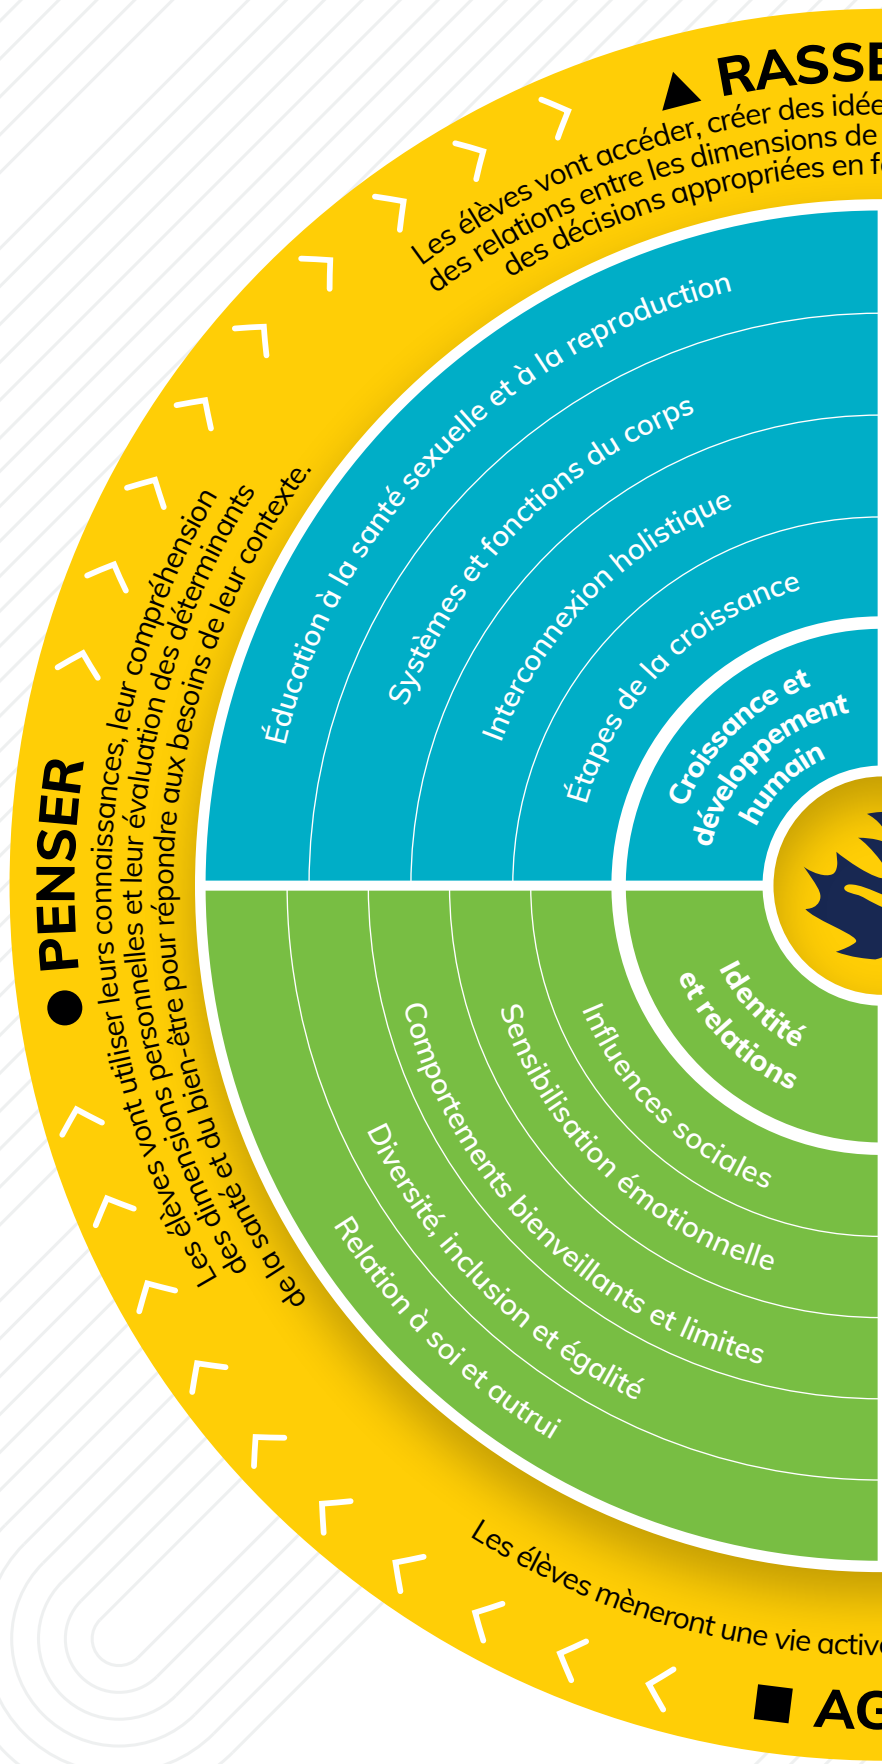 ▲ RASSE
Les élèves vont accéder, créer des idée
des relations entre les dimensions de
des décisions appropriées en f
● PENSER
Les élèves vont utiliser leurs connaissances, leur compréhension
des dimensions personnelles et leur évaluation des déterminants
de la santé et du bien-être pour répondre aux besoins de leur contexte.
Éducation à la santé sexuelle et à la reproduction
Systèmes et fonctions du corps
Interconnexion holistique
Étapes de la croissance
Croissance et
développement
humain
Identité
et relations
Influences sociales
Sensibilisation émotionnelle
Comportements bienveillants et limites
Diversité, inclusion et égalité
Relation à soi et autrui
Les élèves mèneront une vie activ
■ AG